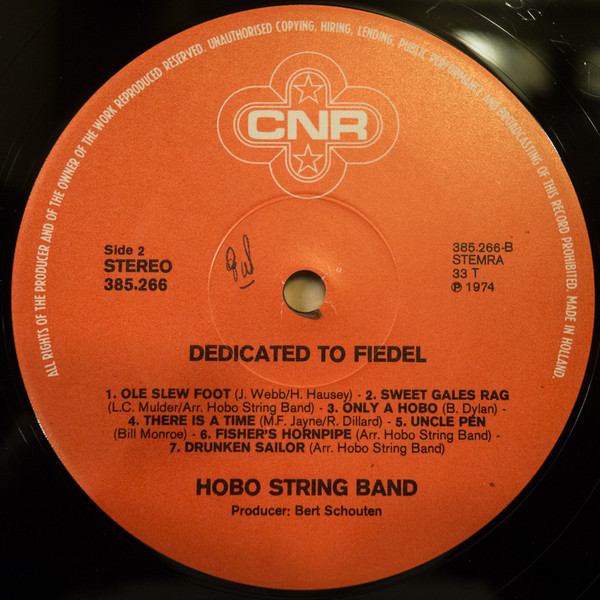 ALL RIGHTS OF THE PRODUCER AND OF THE OWNER OF THE WORK REPRODUCED RESERVED. UNAUTHORISED COPYING, HIRING, LENDING, PUBLIC PERFORMANCE AND BROADCASTING OF THIS RECORD PROHIBITED. MADE IN HOLLAND.
CNR
Side 2
STEREO
385.266
385.266-B
STEMRA
33 T
℗ 1974
DEDICATED TO FIEDEL
1. OLE SLEW FOOT (J. Webb/H. Hausey) - 2. SWEET GALES RAG
(L.C. Mulder/Arr. Hobo String Band) - 3. ONLY A HOBO (B. Dylan) -
4. THERE IS A TIME (M.F. Jayne/R. Dillard) - 5. UNCLE PÉN
(Bill Monroe) - 6. FISHER'S HORNPIPE (Arr. Hobo String Band) -
7. DRUNKEN SAILOR (Arr. Hobo String Band)
HOBO STRING BAND
Producer: Bert Schouten